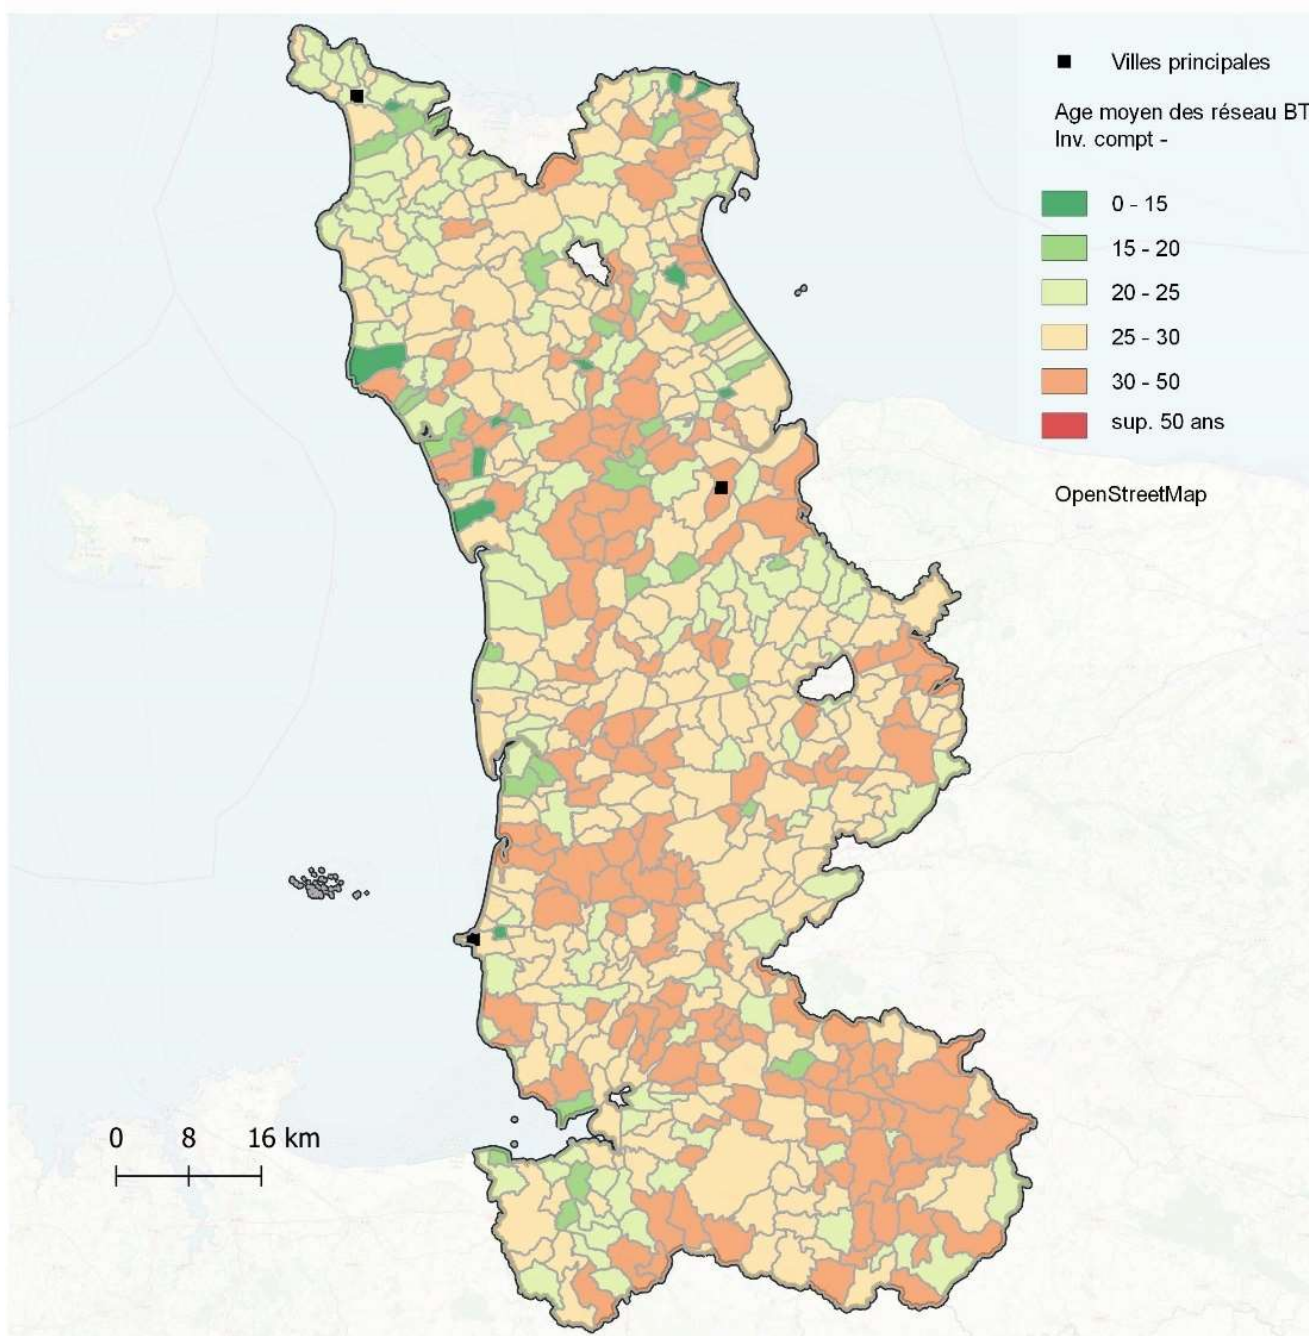 Villes principales
Age moyen des réseau BT
Inv. compt -
0 - 15
15 - 20
20 - 25
25 - 30
30 - 50
sup. 50 ans
OpenStreetMap
0 8 16 km